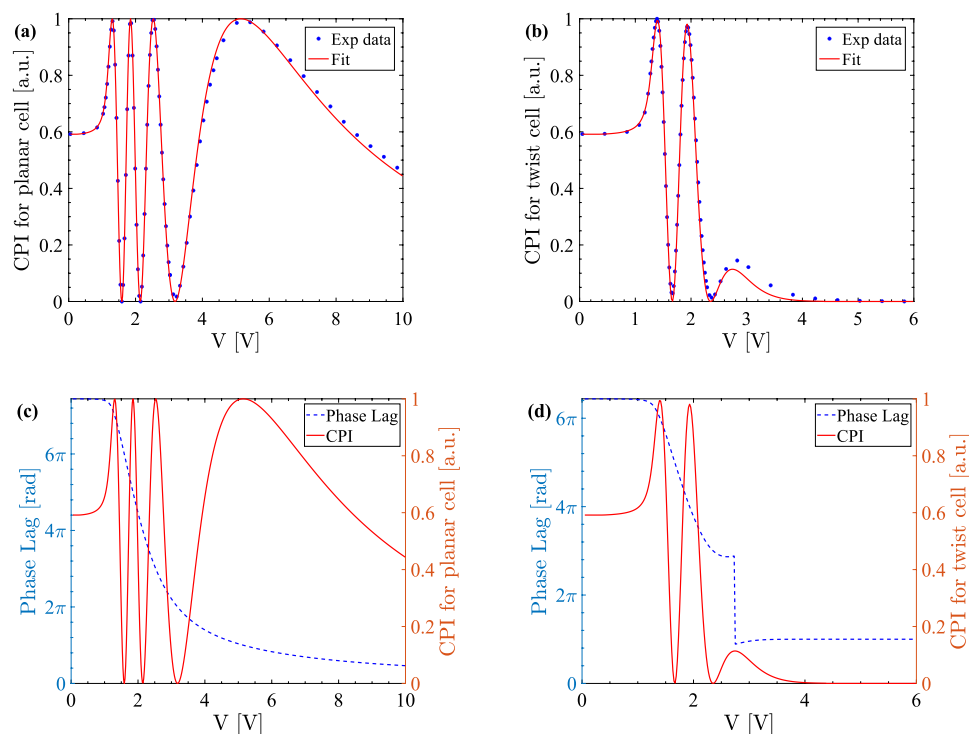 (a)
CPI for planar cell [a.u.]
1
0.8
0.6
0.4
0.2
0
0 2 4 6 8 10
V [V]
Exp data
Fit
(b)
CPI for twist cell [a.u.]
1
0.8
0.6
0.4
0.2
0
0 1 2 3 4 5 6
V [V]
Exp data
Fit
(c)
Phase Lag [rad]
6π
4π
2π
0
0 2 4 6 8 10
V [V]
Phase Lag
CPI
1
0.8
0.6
0.4
0.2
0
CPI for planar cell [a.u.]
(d)
Phase Lag [rad]
6π
4π
2π
0
0 2 4 6
V [V]
Phase Lag
CPI
1
0.8
0.6
0.4
0.2
0
CPI for twist cell [a.u.]